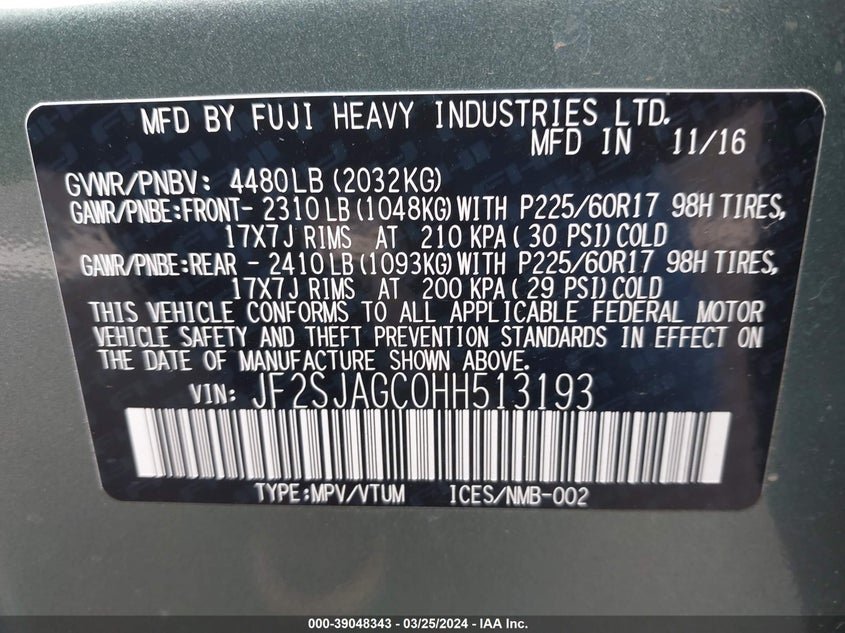 MFD BY FUJI HEAVY INDUSTRIES LTD.
MFD IN 11/16
GVWR/PNBV: 4480LB(2032KG)
GAWR/PNBE:FRONT- 2310LB(1048KG)WITH P225/60R17 98H TIRES,
17X7J RIMS AT 210 KPA(30 PSI)COLD
GAWR/PNBE:REAR - 2410LB(1093KG)WITH P225/60R17 98H TIRES,
17X7J RIMS AT 200 KPA(29 PSI)COLD
THIS VEHICLE CONFORMS TO ALL APPLICABLE FEDERAL MOTOR
VEHICLE SAFETY AND THEFT PREVENTION STANDARDS IN EFFECT ON
THE DATE OF MANUFACTURE SHOWN ABOVE.
VIN: JF2SJAGC0HH513193
TYPE:MPV/VTUM ICES/NMB-002
000-39048343 - 03/25/2024 - IAA Inc.